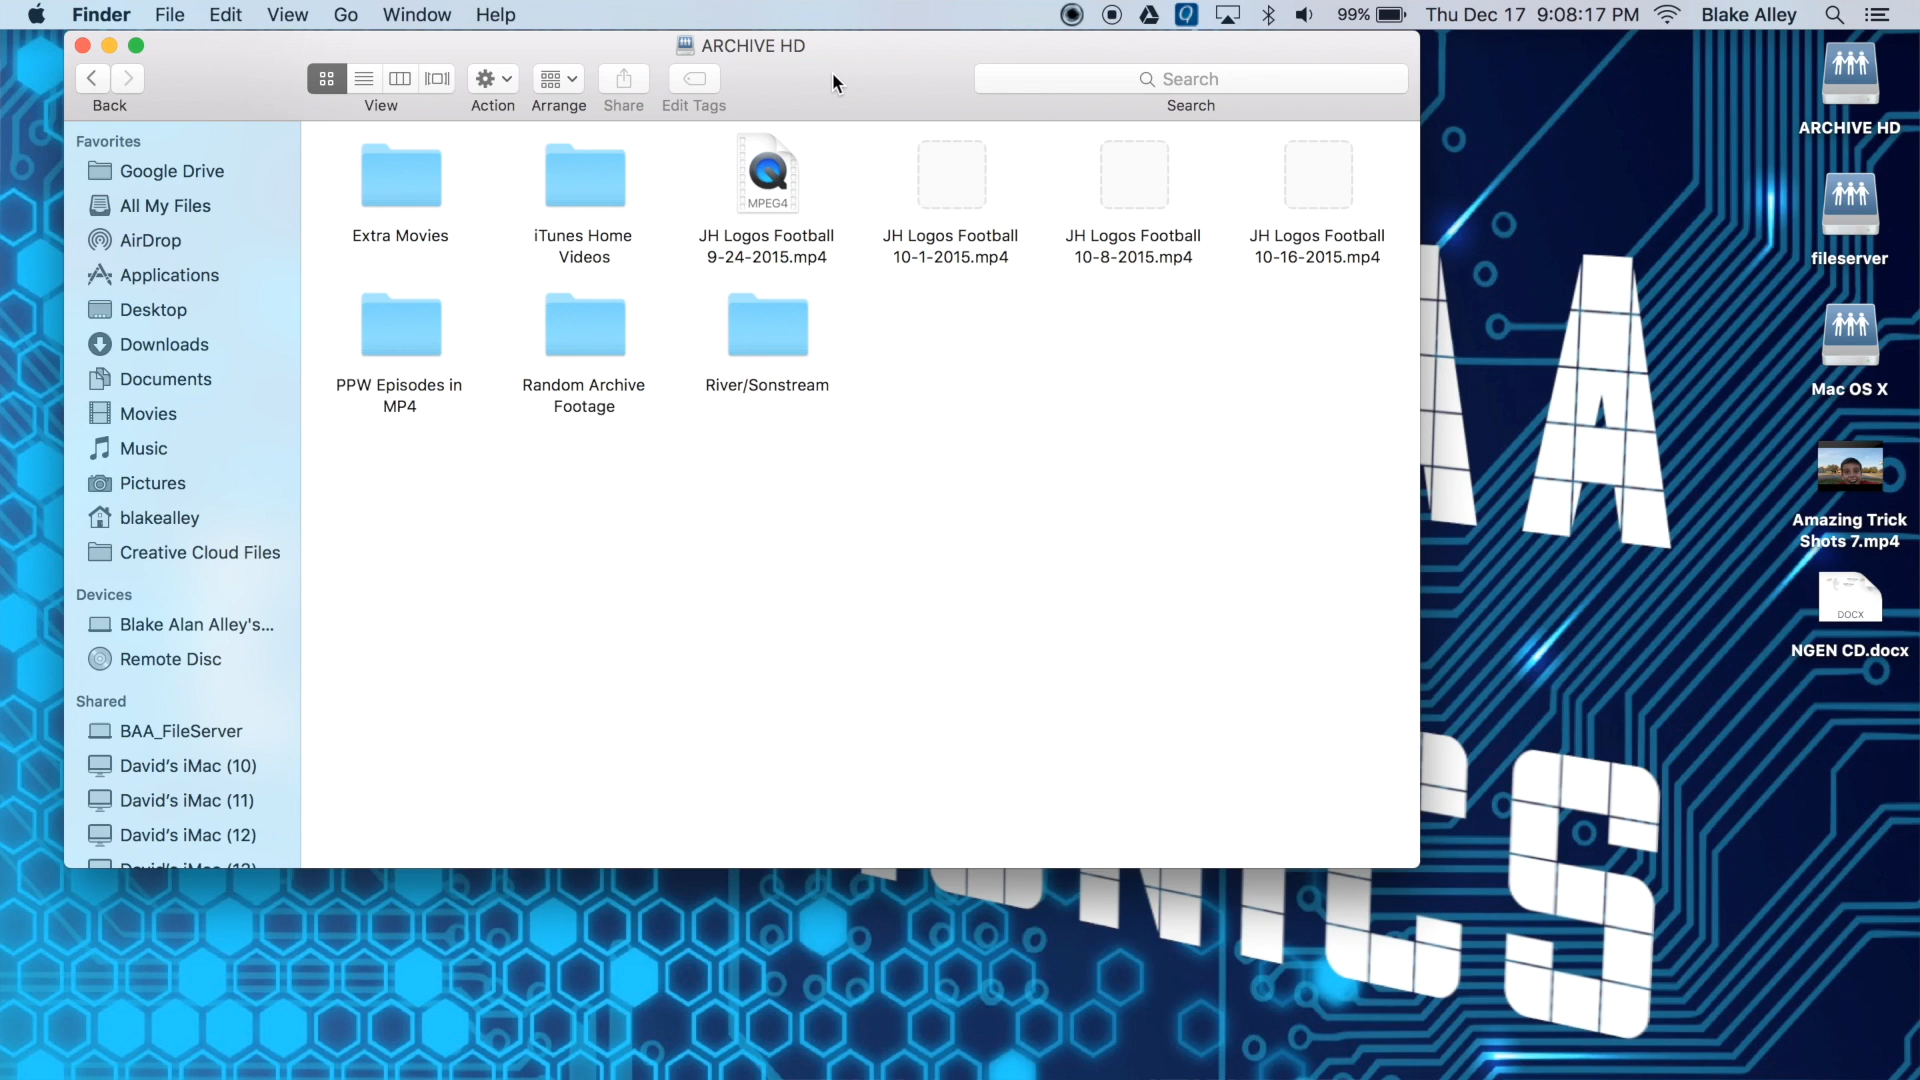 Finder File Edit View Go Window Help 99% Thu Dec 17 9:08:17 PM Blake Alley
ARCHIVE HD
Search
Back View Action Arrange Share Edit Tags Search
Favorites
Google Drive
All My Files
AirDrop
Applications
Desktop
Downloads
Documents
Movies
Music
Pictures
blakealley
Creative Cloud Files
Devices
Blake Alan Alley's...
Remote Disc
Shared
BAA_FileServer
David's iMac (10)
David's iMac (11)
David's iMac (12)
MPEG4
Extra Movies
iTunes Home
Videos
JH Logos Football
9-24-2015.mp4
JH Logos Football
10-1-2015.mp4
JH Logos Football
10-8-2015.mp4
JH Logos Football
10-16-2015.mp4
PPW Episodes in
MP4
Random Archive
Footage
River/Sonstream
ARCHIVE HD
fileserver
Mac OS X
Amazing Trick
Shots 7.mp4
DOCX
NGEN CD.docx